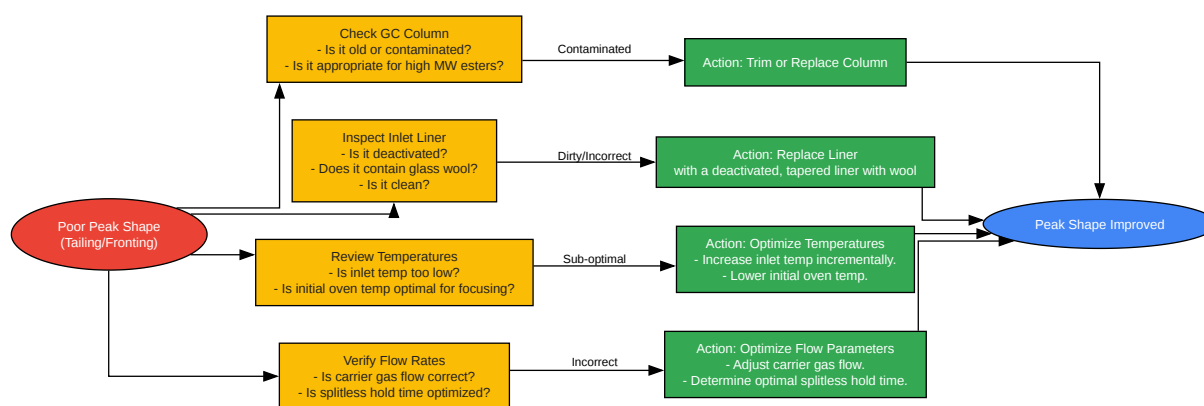 Check GC Column
- Is it old or contaminated?
- Is it appropriate for high MW esters?
Contaminated
Action: Trim or Replace Column
Inspect Inlet Liner
- Is it deactivated?
- Does it contain glass wool?
- Is it clean?
Dirty/Incorrect
Action: Replace Liner
with a deactivated, tapered liner with wool
Poor Peak Shape
(Tailing/Fronting)
Peak Shape Improved
Review Temperatures
- Is inlet temp too low?
- Is initial oven temp optimal for focusing?
Sub-optimal
Action: Optimize Temperatures
- Increase inlet temp incrementally.
- Lower initial oven temp.
Verify Flow Rates
- Is carrier gas flow correct?
- Is splitless hold time optimized?
Incorrect
Action: Optimize Flow Parameters
- Adjust carrier gas flow.
- Determine optimal splitless hold time.